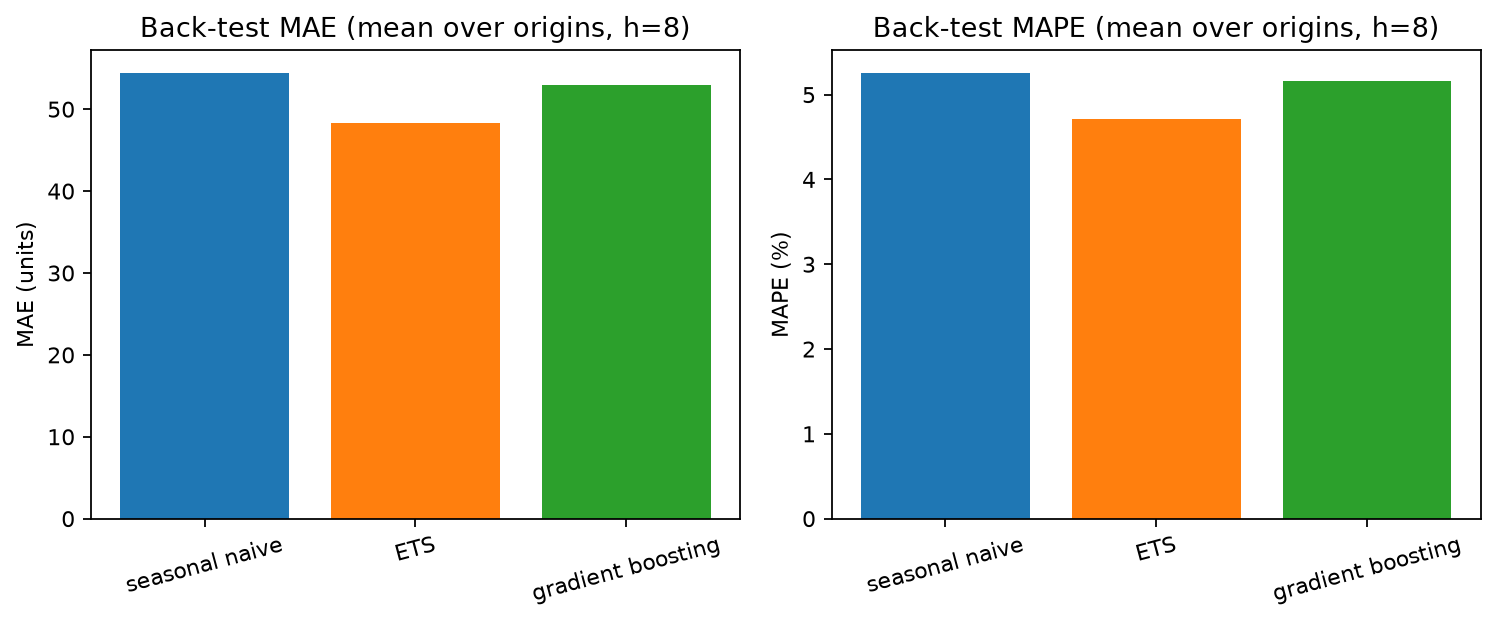 Back-test MAE (mean over origins, h=8)
MAE (units)
50
40
30
20
10
0
seasonal naive
ETS
gradient boosting
Back-test MAPE (mean over origins, h=8)
MAPE (%)
5
4
3
2
1
0
seasonal naive
ETS
gradient boosting